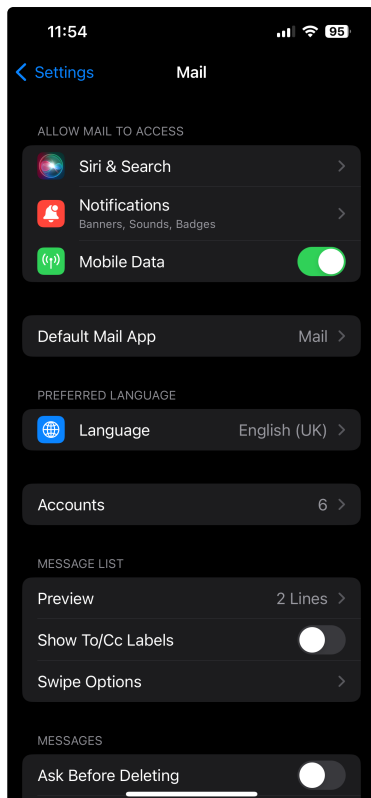 11:54
95
Settings
Mail
ALLOW MAIL TO ACCESS
Siri & Search
Notifications
Banners, Sounds, Badges
Mobile Data
Default Mail App
Mail
PREFERRED LANGUAGE
Language
English (UK)
Accounts
6
MESSAGE LIST
Preview
2 Lines
Show To/Cc Labels
Swipe Options
MESSAGES
Ask Before Deleting